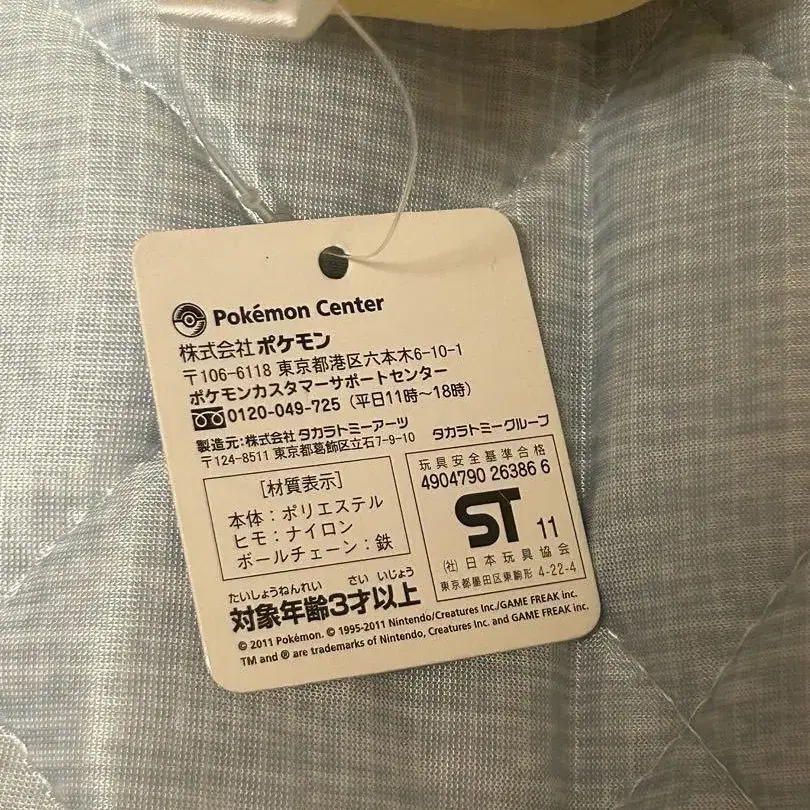 Pokémon Center
株式会社 ポケモン
〒106-6118 東京都港区六本木6-10-1
ポケモンカスタマーサポートセンター
0120-049-725 (平日11時～18時)
製造元:株式会社 タカラトミーアーツ タカラトミーグループ
〒124-8511 東京都葛飾区立石7-9-10
[材質表示]
本体：ポリエステル
ヒモ：ナイロン
ボールチェーン：鉄
玩具安全基準合格
4904790 26386 6
ST 11
(社)日本玩具協会
東京都墨田区東駒形 4-22-4
たいしょうねんれい さい いじょう
対象年齢3才以上
© 2011 Pokémon. © 1995-2011 Nintendo/Creatures Inc./GAME FREAK inc.
TM and ® are trademarks of Nintendo, Creatures Inc. and GAME FREAK inc.